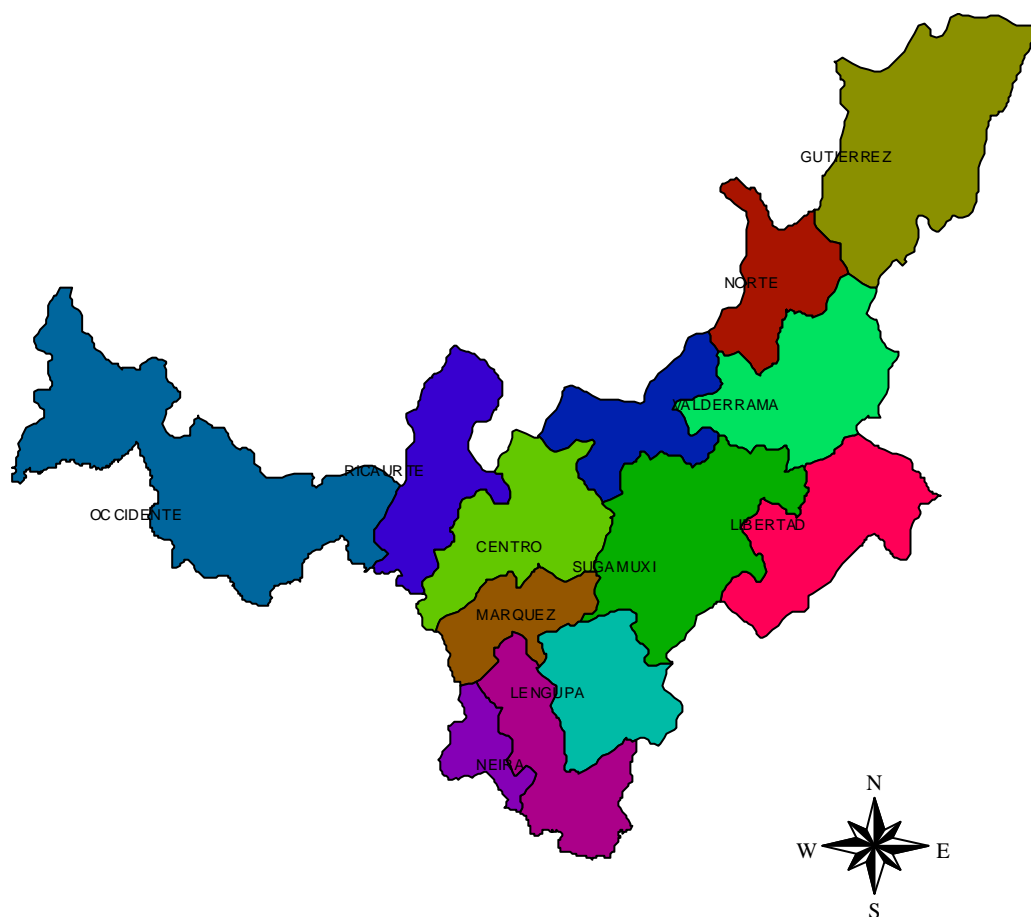 GUTIERREZ
NORTE
VALDERRAMA
RICAURTE
OCCIDENTE
LIBERTAD
CENTRO
SUGAMUXI
MARQUEZ
LENGUPA
NEIRA
N
W E
S